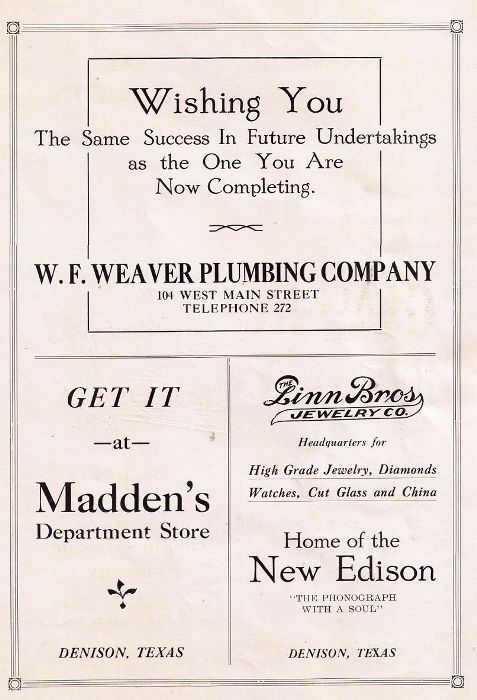 Wishing You
The Same Success In Future Undertakings
as the One You Are
Now Completing.
W. F. WEAVER PLUMBING COMPANY
104 WEST MAIN STREET
TELEPHONE 272
GET IT
—at—
Madden's
Department Store
DENISON, TEXAS
THE Linn Bros
JEWELRY CO.
Headquarters for
High Grade Jewelry, Diamonds
Watches, Cut Glass and China
Home of the
New Edison
"THE PHONOGRAPH
WITH A SOUL"
DENISON, TEXAS